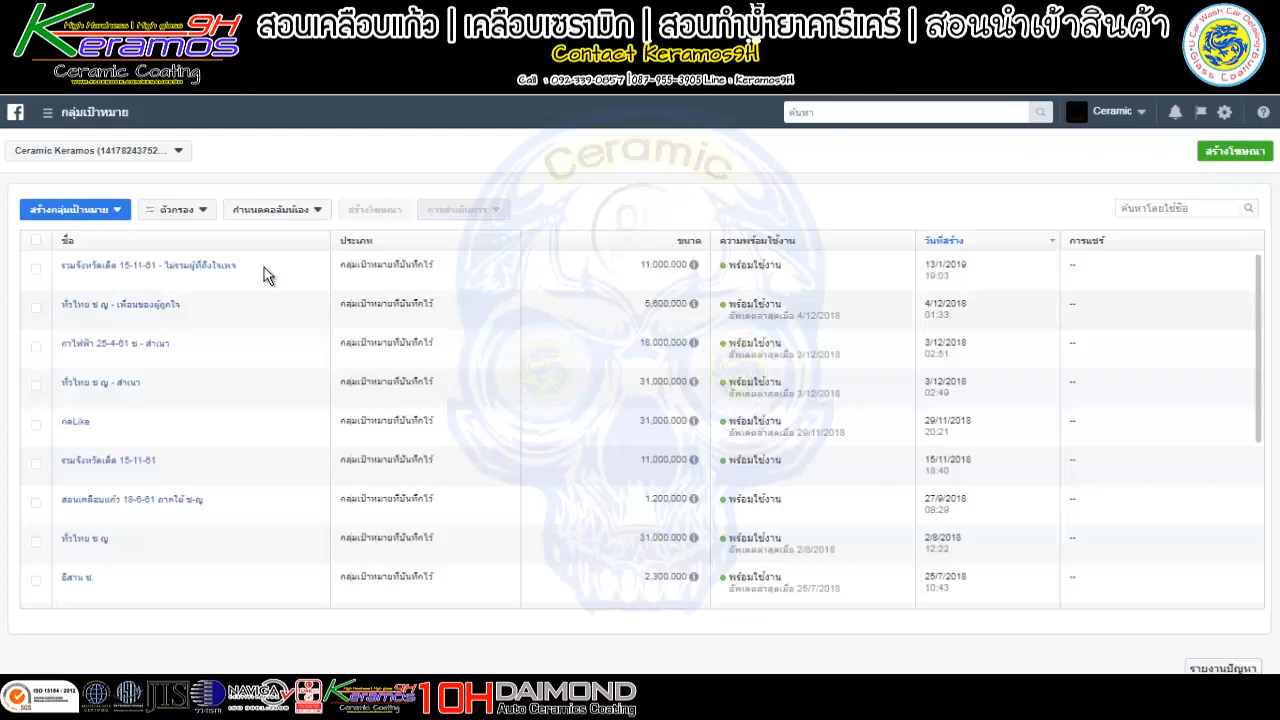 High Hardness | High glass
Keramos 9H
Ceramic Coating
สอนเคลือบแก้ว | เคลือบเซรามิก | สอนทำน้ำยาคาร์แคร์ | สอนนำเข้าสินค้า
Contact Keramos9H
Call : 092-339-0657 |087-955-3905 Line : Keramos9H
กลุ่มเป้าหมาย
ค้นหา
Ceramic
Ceramic Keramos (14178243752...
สร้างโฆษณา
สร้างกลุ่มเป้าหมาย
ตัวกรอง
กำหนดคอลัมน์เอง
สร้างโฆษณา
การดำเนินการ
ค้นหาโดยใช้ชื่อ
ชื่อ ประเภท ขนาด ความพร้อมใช้งาน วันที่สร้าง การแชร์
รวมจังหวัดเด็ด 15-11-61 - ไม่รวมผู้ที่ถึงใจเพจ กลุ่มเป้าหมายที่บันทึกไว้ 11,000,000 พร้อมใช้งาน 13/1/2019 --
19:03
ทั่วไทย ช ญ - เพื่อนของผู้ถูกใจ กลุ่มเป้าหมายที่บันทึกไว้ 5,600,000 พร้อมใช้งาน 4/12/2018 --
อัพเดตล่าสุดเมื่อ 4/12/2018 01:33
กาไฟฟ้า 25-4-61 ช - สำเนา กลุ่มเป้าหมายที่บันทึกไว้ 18,000,000 พร้อมใช้งาน 3/12/2018 --
อัพเดตล่าสุดเมื่อ 3/12/2018 02:51
ทั่วไทย ช ญ - สำเนา กลุ่มเป้าหมายที่บันทึกไว้ 31,000,000 พร้อมใช้งาน 3/12/2018 --
อัพเดตล่าสุดเมื่อ 3/12/2018 02:49
กดLike กลุ่มเป้าหมายที่บันทึกไว้ 31,000,000 พร้อมใช้งาน 29/11/2018 --
อัพเดตล่าสุดเมื่อ 29/11/2018 20:21
รวมจังหวัดเด็ด 15-11-61 กลุ่มเป้าหมายที่บันทึกไว้ 11,000,000 พร้อมใช้งาน 15/11/2018 --
18:40
สอนเคลือบแก้ว 18-6-61 ภาคใต้ ช-ญ กลุ่มเป้าหมายที่บันทึกไว้ 1,200,000 พร้อมใช้งาน 27/9/2018 --
08:29
ทั่วไทย ช ญ กลุ่มเป้าหมายที่บันทึกไว้ 31,000,000 พร้อมใช้งาน 2/8/2018 --
อัพเดตล่าสุดเมื่อ 2/8/2018 12:22
อีสาน ช. กลุ่มเป้าหมายที่บันทึกไว้ 2,300,000 พร้อมใช้งาน 25/7/2018 --
อัพเดตล่าสุดเมื่อ 25/7/2018 10:43
Ceramic
รายงานปัญหา
ISO 15184 : 2012
JIS
Keramos 9H
10H DAIMOND
Auto Ceramics Coating